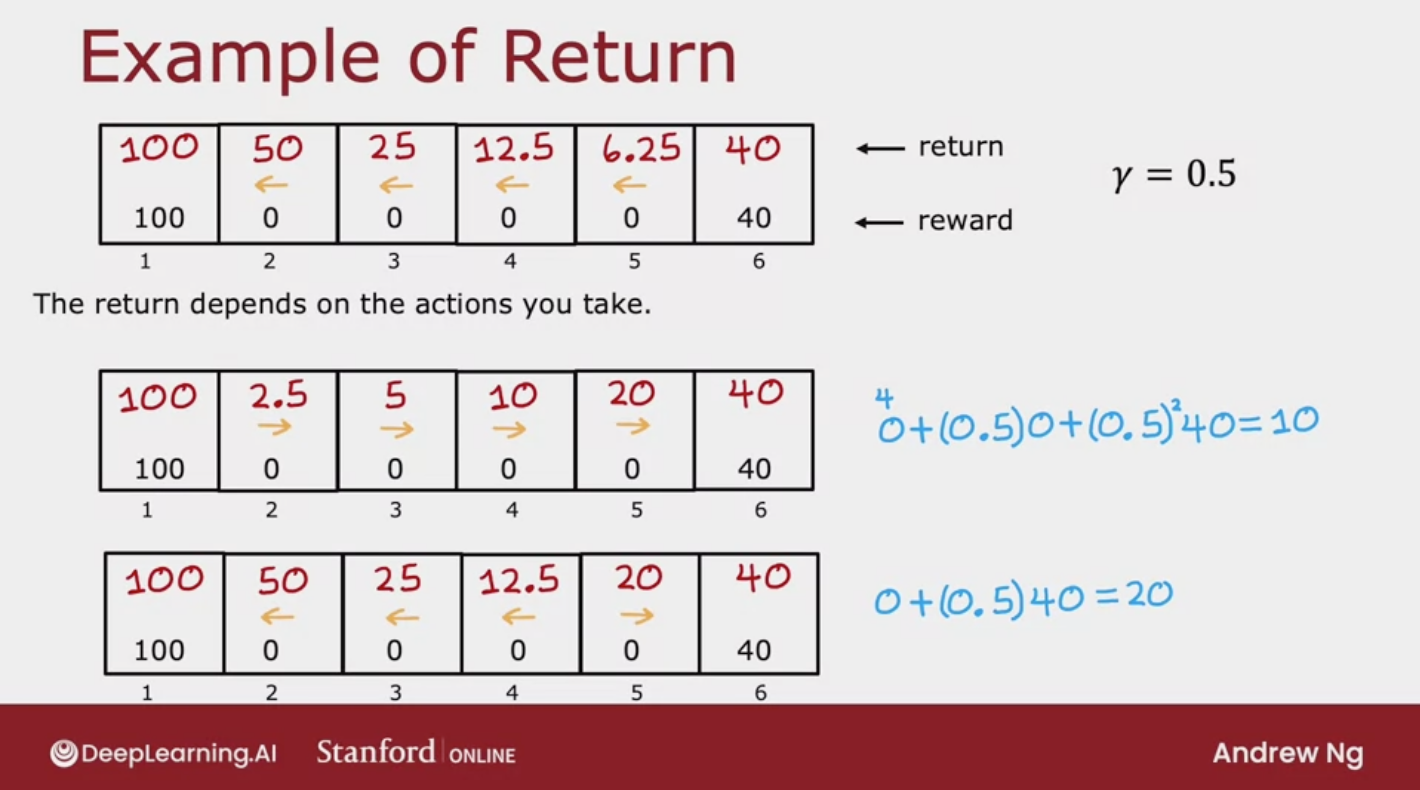 Example of Return
100 50 25 12.5 6.25 40 ← return
← ← ← ←
100 0 0 0 0 40 ← reward
γ = 0.5
1 2 3 4 5 6
The return depends on the actions you take.
100 2.5 5 10 20 40
→ → → →
100 0 0 0 0 40
1 2 3 4 5 6
4
0+(0.5)0+(0.5)²40=10
100 50 25 12.5 20 40
← ← ← →
100 0 0 0 0 40
1 2 3 4 5 6
0+(0.5)40=20
DeepLearning.AI Stanford | ONLINE Andrew Ng